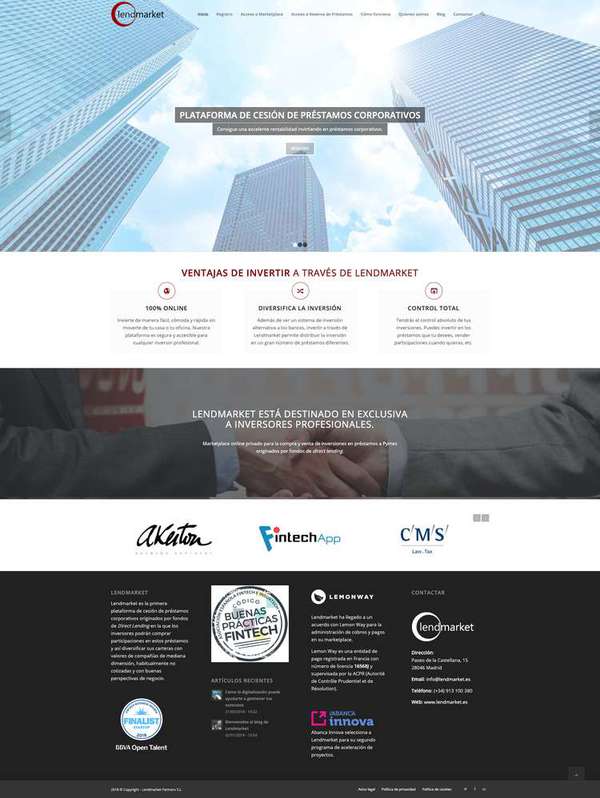 lendmarket
Inicio Registro Acceso a Marketplace Acceso a Reserva de Préstamos Cómo funciona Quienes somos Blog Contactar
PLATAFORMA DE CESIÓN DE PRÉSTAMOS CORPORATIVOS
Consigue una excelente rentabilidad invirtiendo en préstamos corporativos.
VENTAJAS DE INVERTIR A TRAVÉS DE LENDMARKET
100% ONLINE
Invierte de manera fácil, cómoda y rápida sin
moverte de tu casa o tu oficina. Nuestra
plataforma es segura y accesible para
cualquier inversor profesional.
DIVERSIFICA LA INVERSIÓN
Además de ser un sistema de inversión
alternativo a los bancos, invertir a través de
Lendmarket permite distribuir la inversión
en un gran número de préstamos diferentes.
CONTROL TOTAL
Tendrás el control absoluto de tus
inversiones. Puedes invertir en los
préstamos que tu desees, vender
participaciones cuando quieras, etc.
LENDMARKET ESTÁ DESTINADO EN EXCLUSIVA
A INVERSORES PROFESIONALES.
Marketplace online privado para la compra y venta de inversiones en préstamos a Pymes
originados por fondos de direct lending.
Akerton
FintechApp
C'M'S'
Law . Tax
LENDMARKET
Lendmarket es la primera
plataforma de cesión de préstamos
corporativos originados por fondos
de Direct Lending en la que los
inversores podrán comprar
participaciones en estos préstamos
y así diversificar sus carteras con
valores de compañías de mediana
dimensión, habitualmente no
cotizadas y con buenas
perspectivas de negocio.
FINALIST
STARTUP
2018
BBVA Open Talent
CÓDIGO
BUENAS
PRÁCTICAS
FINTECH
ARTÍCULOS RECIENTES
Como la digitalización puede
ayudarte a gestionar tus
Bienvenidos al blog de
Lendmarket
LEMONWAY
Lendmarket ha llegado a un
acuerdo con Lemon Way para la
administración de cobros y pagos en
su marketplace.
Lemon Way es una entidad de
pago registrada en Francia con
número de licencia 16568J y
supervisada por la ACPR (Autorité
de Contrôle Prudentiel et de
Résolution).
ABANCA
innova
Abanca Innova selecciona a
Lendmarket para su segundo
programa de aceleración de
proyectos.
CONTACTAR
lendmarket
Dirección:
Paseo de la Castellana, 15
28046 Madrid
Email: info@lendmarket.es
Teléfono: (+34) 913 100 380
Web: www.lendmarket.es
2018 © Copyright - Lendmarket Partners S.L.
Aviso legal Política de privacidad Política de cookies